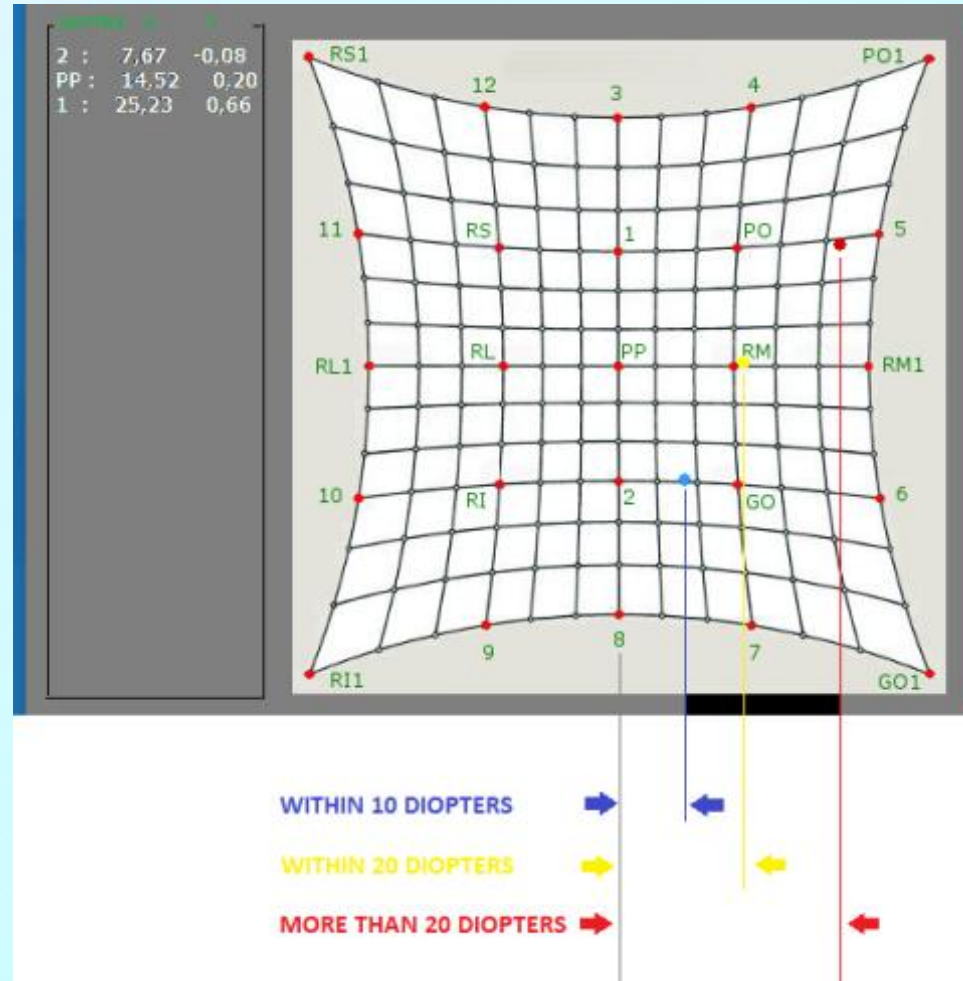 2 : 7,67 -0,08
PP : 14,52 0,20
1 : 25,23 0,66
RS1 PO1
12 3 4
11 RS 1 PO 5
RL1 RL PP RM RM1
10 RI 2 GO 6
9 8 7
RI1 GO1
WITHIN 10 DIOPTERS
WITHIN 20 DIOPTERS
MORE THAN 20 DIOPTERS